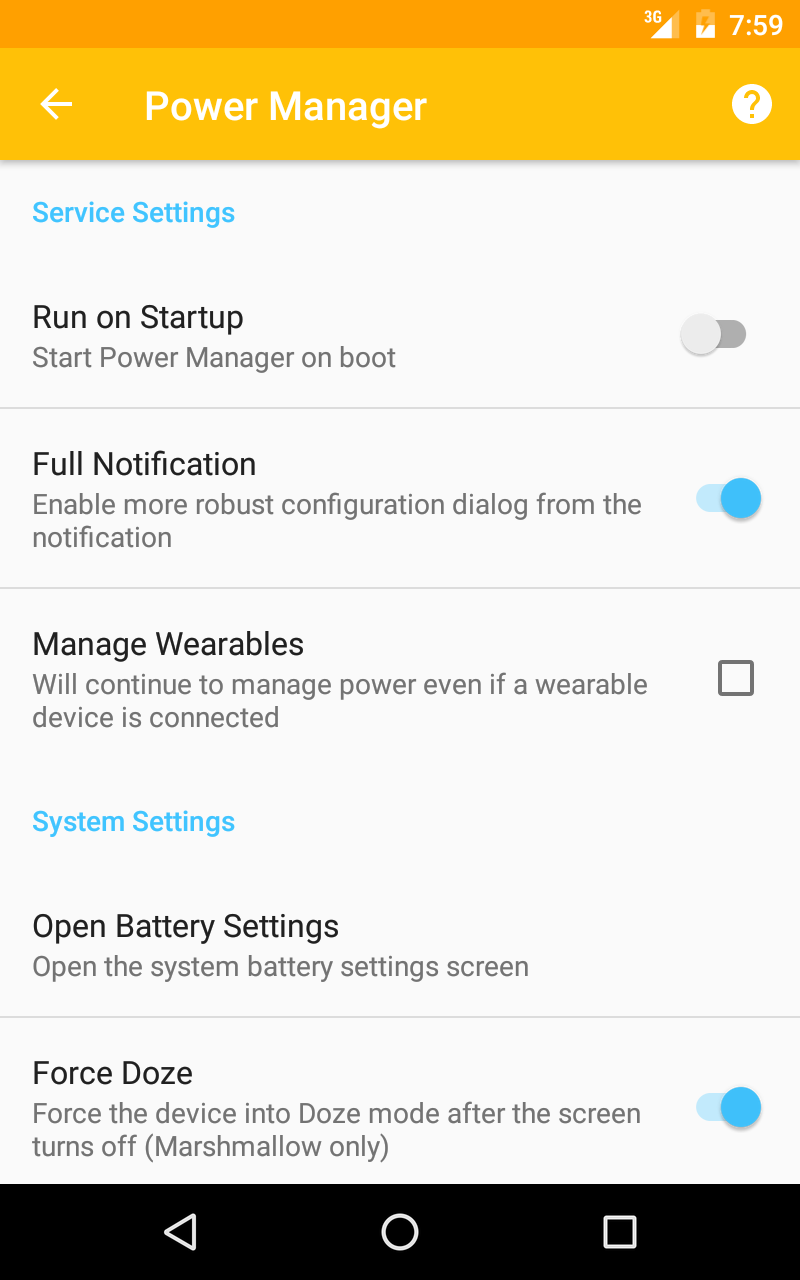 3G 7:59
Power Manager
Service Settings
Run on Startup
Start Power Manager on boot
Full Notification
Enable more robust configuration dialog from the
notification
Manage Wearables
Will continue to manage power even if a wearable
device is connected
System Settings
Open Battery Settings
Open the system battery settings screen
Force Doze
Force the device into Doze mode after the screen
turns off (Marshmallow only)